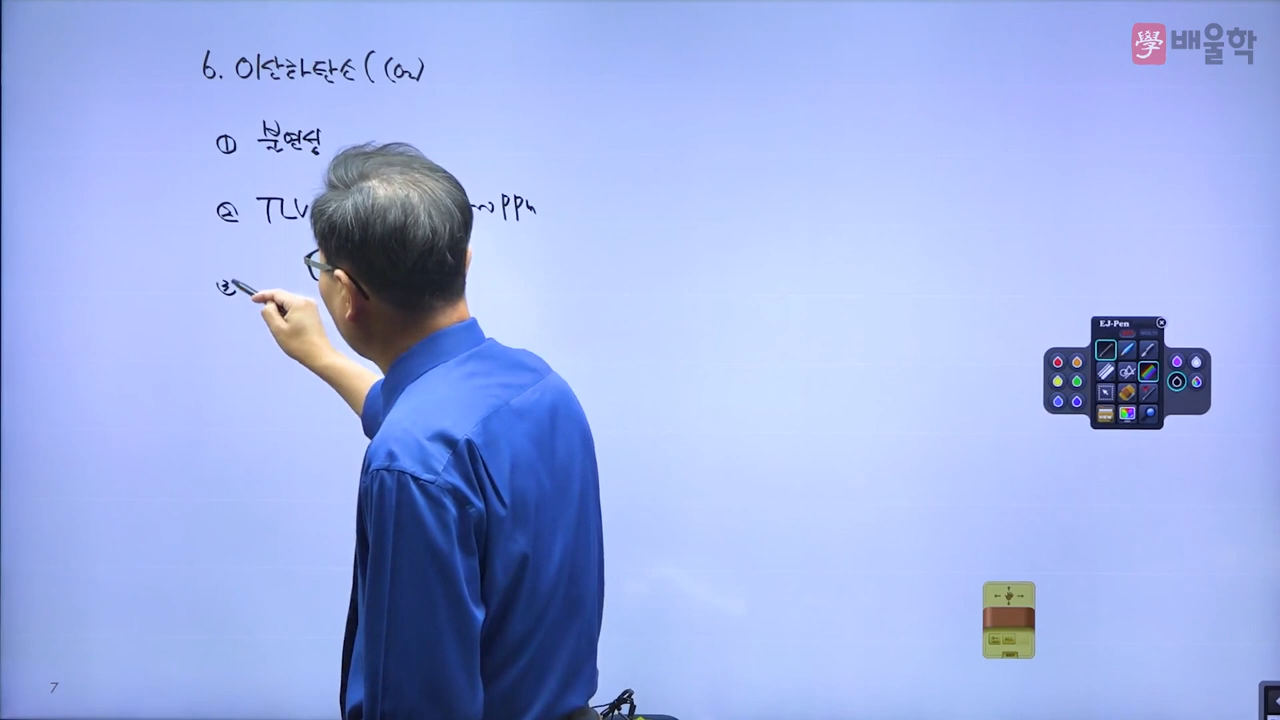 學 배울학
6. 이산화탄소 (CO₂)
① 불연성
② TLV ppm
③
EJ-Pen
7